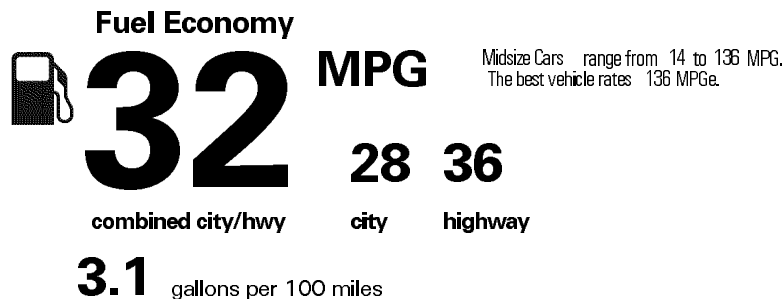 Fuel Economy
32 MPG
Midsize Cars range from 14 to 136 MPG.
The best vehicle rates 136 MPGe.
28 36
combined city/hwy city highway
3.1 gallons per 100 miles